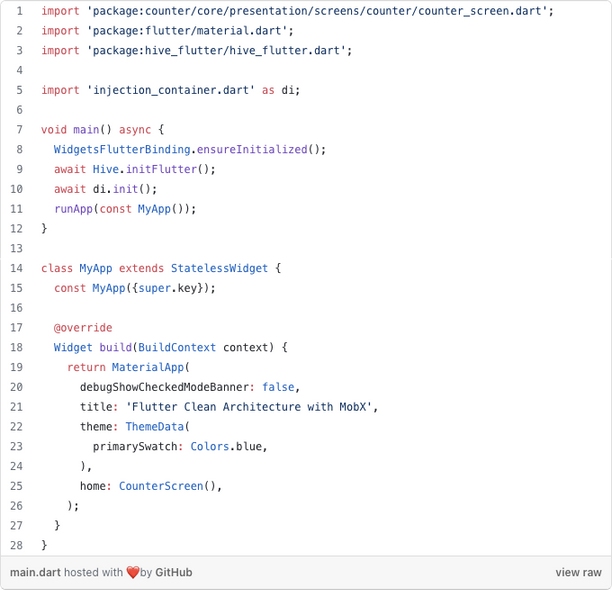 1 import 'package:counter/core/presentation/screens/counter/counter_screen.dart';
2 import 'package:flutter/material.dart';
3 import 'package:hive_flutter/hive_flutter.dart';
4
5 import 'injection_container.dart' as di;
6
7 void main() async {
8   WidgetsFlutterBinding.ensureInitialized();
9   await Hive.initFlutter();
10   await di.init();
11   runApp(const MyApp());
12 }
13
14 class MyApp extends StatelessWidget {
15   const MyApp({super.key});
16
17   @override
18   Widget build(BuildContext context) {
19     return MaterialApp(
20       debugShowCheckedModeBanner: false,
21       title: 'Flutter Clean Architecture with MobX',
22       theme: ThemeData(
23         primarySwatch: Colors.blue,
24       ),
25       home: CounterScreen(),
26     );
27   }
28 }
main.dart hosted with ❤️by GitHub view raw